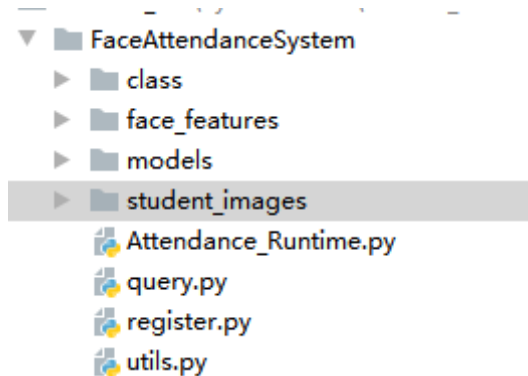 FaceAttendanceSystem
class
face_features
models
student_images
Attendance_Runtime.py
query.py
register.py
utils.py